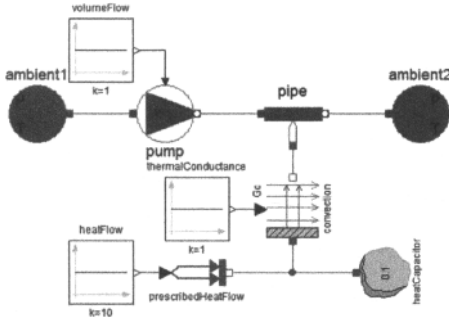 volumeFlow
k=1
ambient1
ambient2
pump
pipe
thermalConductance
k=1
Gc
convection
heatFlow
k=10
prescribedHeatFlow
0.1
heatCapacitor